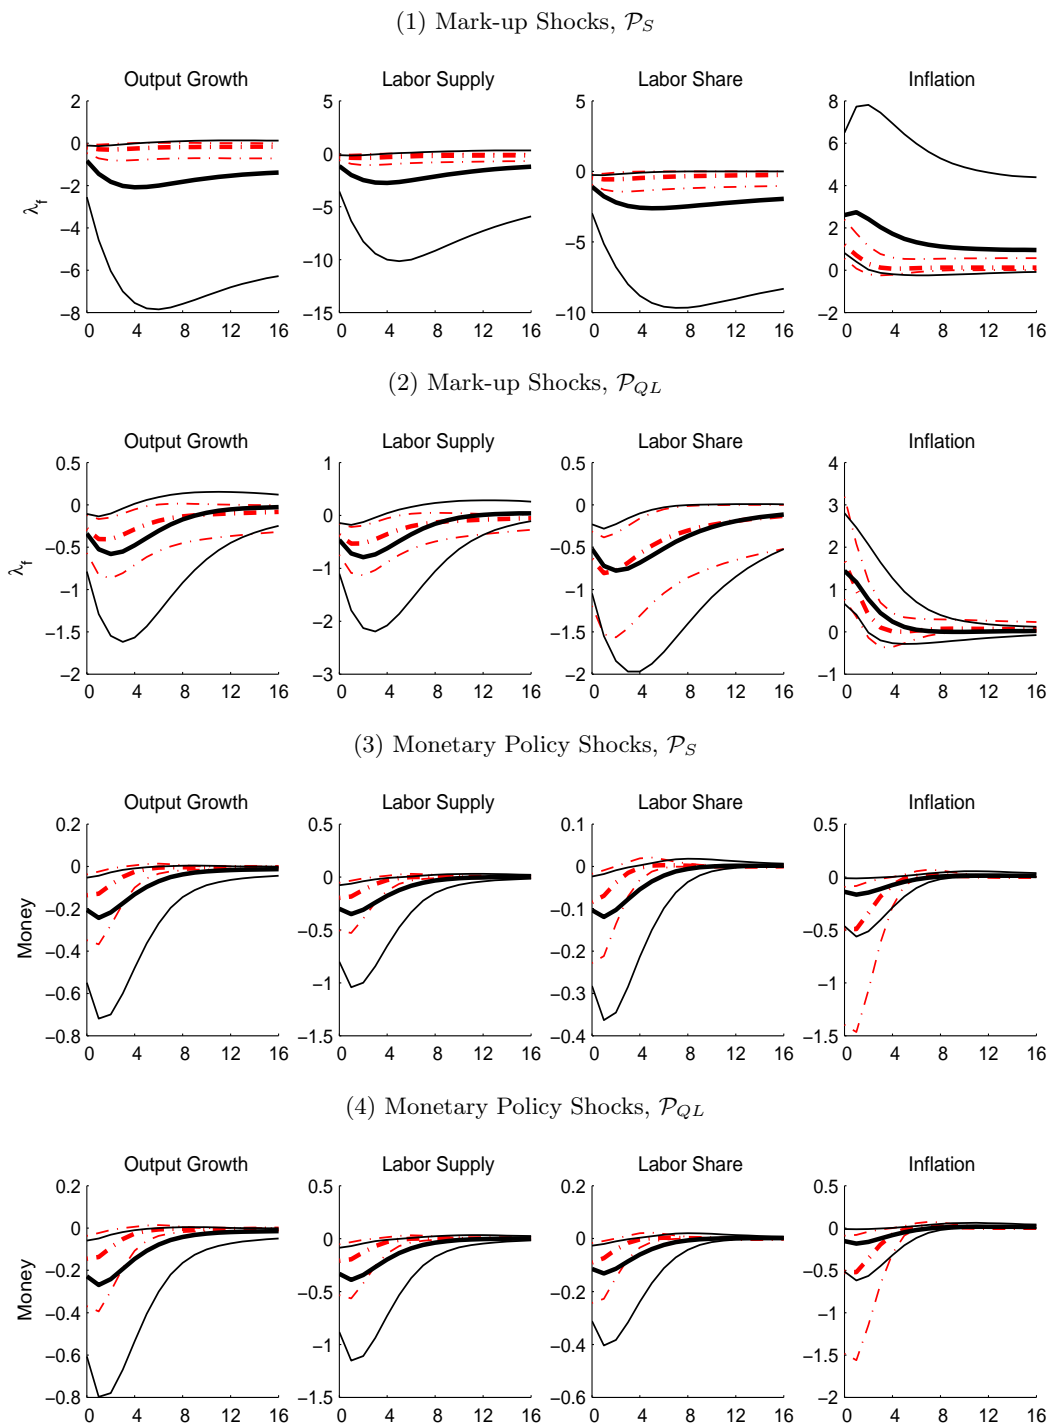 (1) Mark-up Shocks, 𝒫_S
Output Growth Labor Supply Labor Share Inflation
λ_f
2 0 −2 −4 −6 −8
5 0 −5 −10 −15
5 0 −5 −10
8 6 4 2 0 −2
0 4 8 12 16 0 4 8 12 16 0 4 8 12 16 0 4 8 12 16
(2) Mark-up Shocks, 𝒫_QL
Output Growth Labor Supply Labor Share Inflation
λ_f
0.5 0 −0.5 −1 −1.5 −2
1 0 −1 −2 −3
0.5 0 −0.5 −1 −1.5 −2
4 3 2 1 0 −1
0 4 8 12 16 0 4 8 12 16 0 4 8 12 16 0 4 8 12 16
(3) Monetary Policy Shocks, 𝒫_S
Output Growth Labor Supply Labor Share Inflation
Money
0.2 0 −0.2 −0.4 −0.6 −0.8
0.5 0 −0.5 −1 −1.5
0.1 0 −0.1 −0.2 −0.3 −0.4
0.5 0 −0.5 −1 −1.5
0 4 8 12 16 0 4 8 12 16 0 4 8 12 16 0 4 8 12 16
(4) Monetary Policy Shocks, 𝒫_QL
Output Growth Labor Supply Labor Share Inflation
Money
0.2 0 −0.2 −0.4 −0.6 −0.8
0.5 0 −0.5 −1 −1.5
0.2 0 −0.2 −0.4 −0.6
0.5 0 −0.5 −1 −1.5 −2
0 4 8 12 16 0 4 8 12 16 0 4 8 12 16 0 4 8 12 16